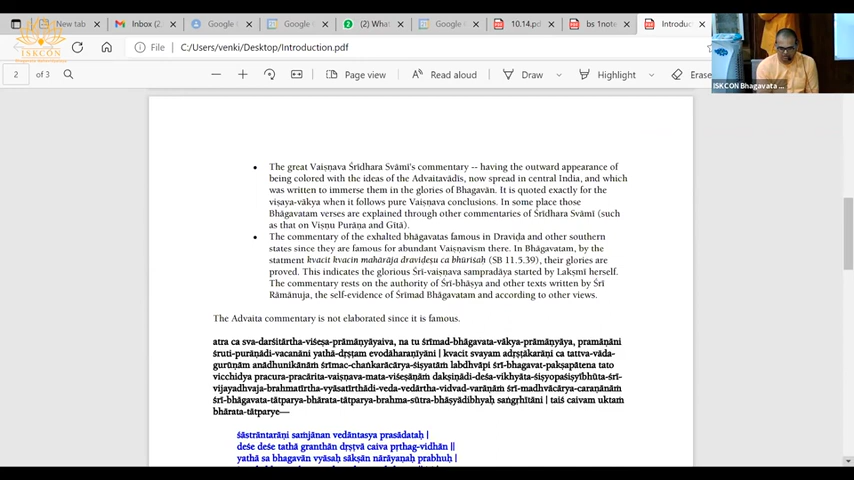 New tab
Inbox (2.
Google
Google
(2) What
Google
10.14.pd
bs 1note
Introduc
File
C:/Users/venki/Desktop/Introduction.pdf
ISKCON
2 of 3
Page view
Read aloud
Draw
Highlight
Erase
ISKCON Bhagavata ...
• The great Vaiṣṇava Śrīdhara Svāmī's commentary -- having the outward appearance of
being colored with the ideas of the Advaitavādīs, now spread in central India, and which
was written to immerse them in the glories of Bhagavān. It is quoted exactly for the
viṣaya-vākya when it follows pure Vaiṣnava conclusions. In some place those
Bhāgavatam verses are explained through other commentaries of Śrīdhara Svāmī (such
as that on Viṣṇu Purāṇa and Gītā).
• The commentary of the exhalted bhāgavatas famous in Draviḍa and other southern
states since they are famous for abundant Vaiṣnavism there. In Bhagavatam, by the
statment kvacit kvacin mahārāja draviḍeṣu ca bhūriśaḥ (SB 11.5.39), their glories are
proved. This indicates the glorious Śrī-vaiṣnava sampradāya started by Lakṣmī herself.
The commentary rests on the authority of Śrī-bhāṣya and other texts written by Śrī
Rāmānuja, the self-evidence of Śrīmad Bhagavatam and according to other views.
The Advaita commentary is not elaborated since it is famous.
atra ca sva-darśitārtha-viśeṣa-prāmāṇyāyaiva, na tu śrīmad-bhāgavata-vākya-prāmāṇyāya, pramāṇāni
śruti-purāṇādi-vacanāni yathā-dṛṣṭam evodāharaṇīyāni | kvacit svayam adṛṣṭākarāṇi ca tattva-vāda-
gurūṇām anādhunikānāṁ śrīmac-chaṅkarācārya-śiṣyatāṁ labdhvāpi śrī-bhagavat-pakṣapātena tato
vicchidya pracura-pracārita-vaiṣṇava-mata-viśeṣāṇāṁ dakṣiṇādi-deśa-vikhyāta-śiṣyopaśiṣyībhūta-śrī-
vijayadhvaja-brahmatīrtha-vyāsatīrthādi-veda-vedārtha-vidvad-varāṇāṁ śrī-madhvācārya-caraṇānāṁ
śrī-bhāgavata-tātparya-bhārata-tātparya-brahma-sūtra-bhāṣyādibhyaḥ saṅgṛhītāni | taiś caivam uktaṁ
bhārata-tātparye—
śāstrāntarāṇi saṁjānan vedāntasya prasādataḥ |
deśe deśe tathā granthān dṛṣṭvā caiva pṛthag-vidhān ||
yathā sa bhagavān vyāsaḥ sākṣān nārāyaṇaḥ prabhuḥ |